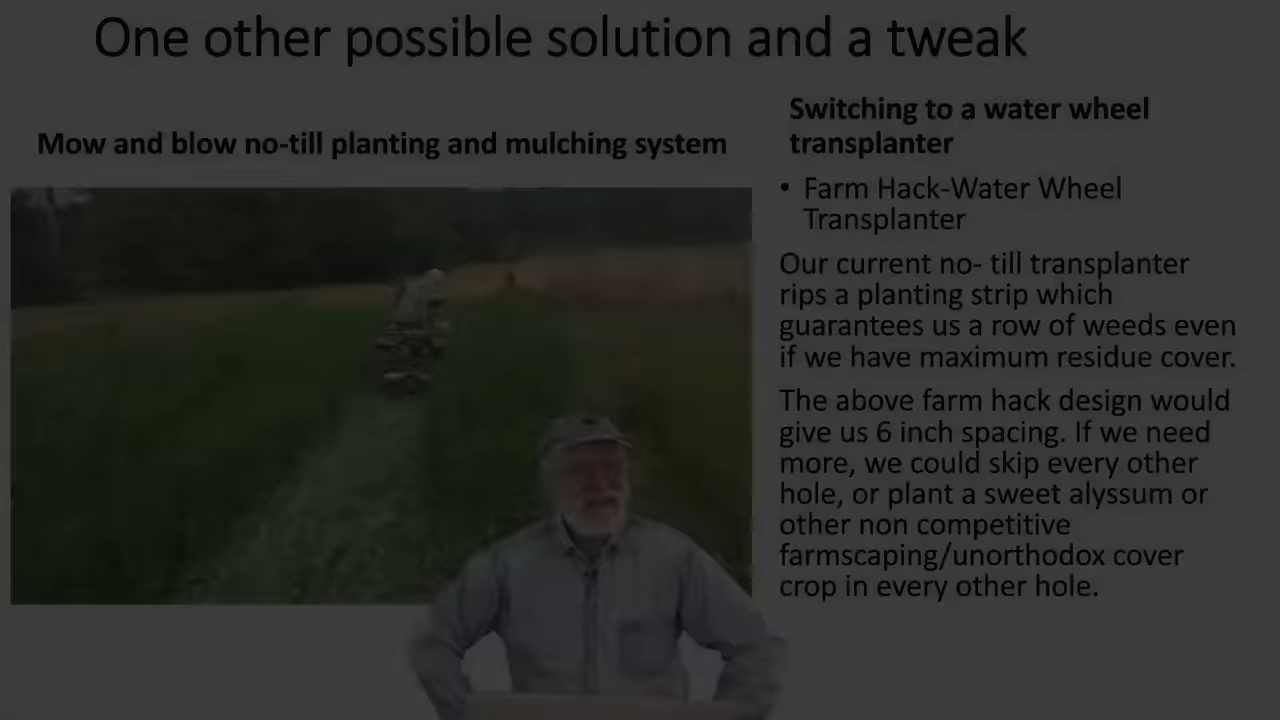 One other possible solution and a tweak
Mow and blow no-till planting and mulching system
Switching to a water wheel
transplanter
• Farm Hack-Water Wheel
Transplanter
Our current no- till transplanter
rips a planting strip which
guarantees us a row of weeds even
if we have maximum residue cover.
The above farm hack design would
give us 6 inch spacing. If we need
more, we could skip every other
hole, or plant a sweet alyssum or
other non competitive
farmscaping/unorthodox cover
crop in every other hole.